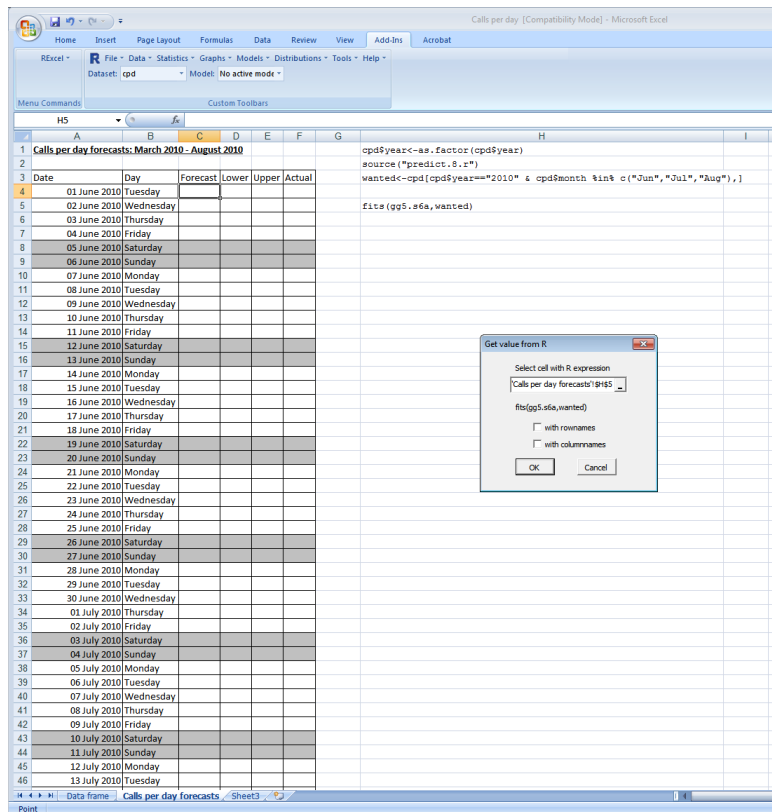 Calls per day [Compatibility Mode] - Microsoft Excel
Home Insert Page Layout Formulas Data Review View Add-Ins Acrobat
RExcel R File Data Statistics Graphs Models Distributions Tools Help
Dataset: cpd Model: No active mode
Menu Commands Custom Toolbars
H5 fx
A B C D E F G H I
1 Calls per day forecasts: March 2010 - August 2010 cpd$year<-as.factor(cpd$year)
2 source("predict.8.r")
3 Date Day Forecast Lower Upper Actual wanted<-cpd[cpd$year=="2010" & cpd$month %in% c("Jun","Jul","Aug"),]
4 01 June 2010 Tuesday
5 02 June 2010 Wednesday fits(gg5.s6a,wanted)
6 03 June 2010 Thursday
7 04 June 2010 Friday
8 05 June 2010 Saturday
9 06 June 2010 Sunday
10 07 June 2010 Monday
11 08 June 2010 Tuesday
12 09 June 2010 Wednesday
13 10 June 2010 Thursday
14 11 June 2010 Friday
15 12 June 2010 Saturday
16 13 June 2010 Sunday
17 14 June 2010 Monday
18 15 June 2010 Tuesday
19 16 June 2010 Wednesday
20 17 June 2010 Thursday
21 18 June 2010 Friday
22 19 June 2010 Saturday
23 20 June 2010 Sunday
24 21 June 2010 Monday
25 22 June 2010 Tuesday
26 23 June 2010 Wednesday
27 24 June 2010 Thursday
28 25 June 2010 Friday
29 26 June 2010 Saturday
30 27 June 2010 Sunday
31 28 June 2010 Monday
32 29 June 2010 Tuesday
33 30 June 2010 Wednesday
34 01 July 2010 Thursday
35 02 July 2010 Friday
36 03 July 2010 Saturday
37 04 July 2010 Sunday
38 05 July 2010 Monday
39 06 July 2010 Tuesday
40 07 July 2010 Wednesday
41 08 July 2010 Thursday
42 09 July 2010 Friday
43 10 July 2010 Saturday
44 11 July 2010 Sunday
45 12 July 2010 Monday
46 13 July 2010 Tuesday
Get value from R
Select cell with R expression
'Calls per day forecasts'!$H$5
fits(gg5.s6a,wanted)
with rownames
with columnnames
OK Cancel
Data frame Calls per day forecasts Sheet3
Point